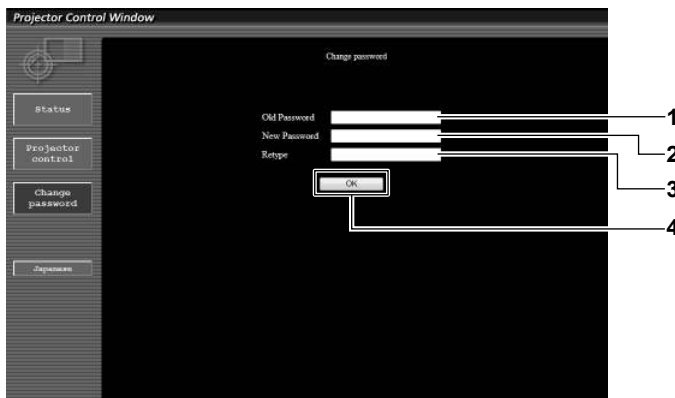 Projector Control Window
Change password
Status
Old Password
1
New Password
2
Projector
control
Retype
3
OK
Change
password
4
Japanese